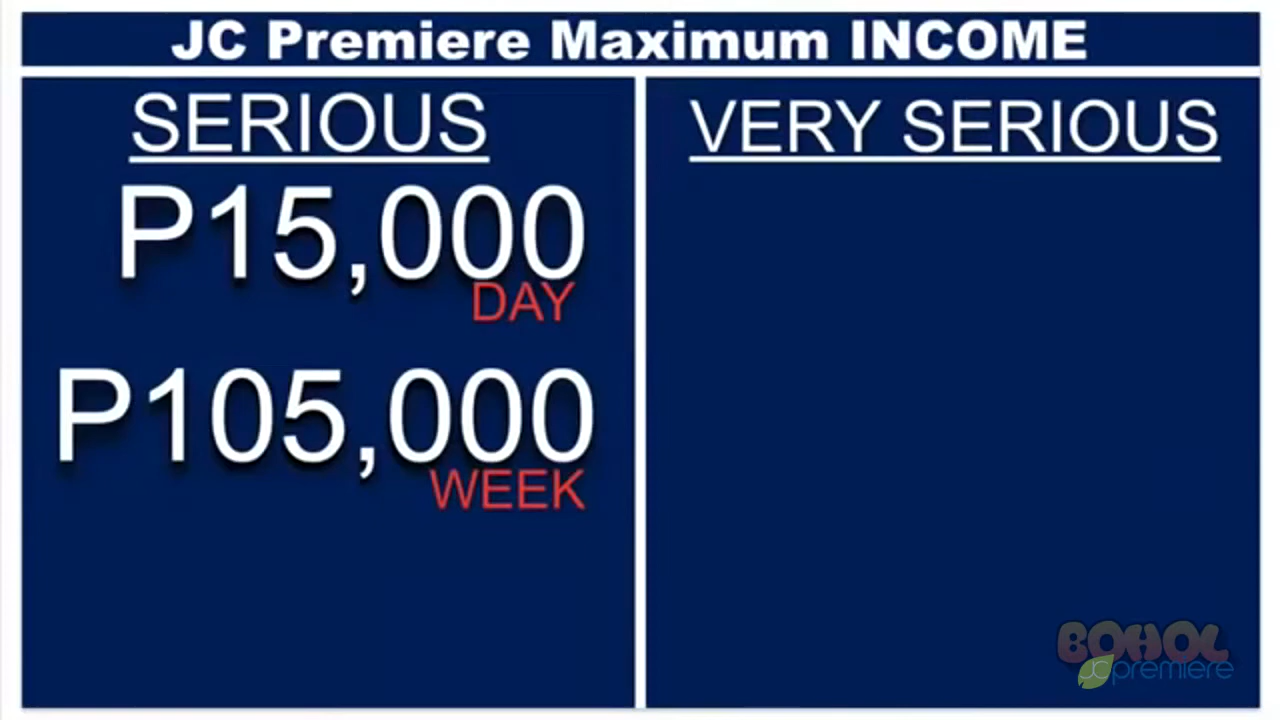 JC Premiere Maximum INCOME
SERIOUS
P15,000
DAY
P105,000
WEEK
VERY SERIOUS
BOHOL
JC premiere